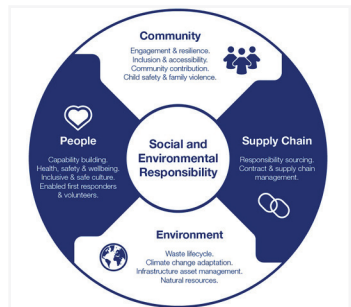 Community
Engagement & resilience.
Inclusion & accessibility.
Community contribution.
Child safety & family violence.
People
Capability building.
Health, safety & wellbeing.
Inclusive & safe culture.
Enabled first responders
& volunteers.
Social and
Environmental
Responsibility
Supply Chain
Responsibility sourcing.
Contract & supply chain
management.
Environment
Waste lifecycle.
Climate change adaptation.
Infrastructure asset management.
Natural resources.